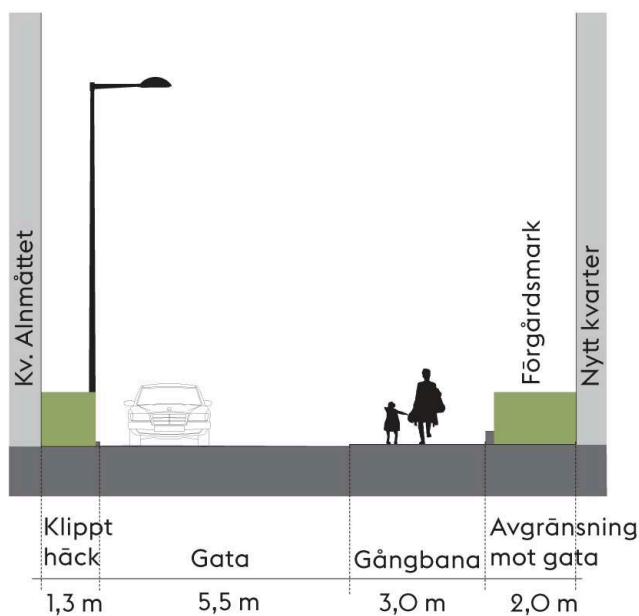 Kv. Alnmåttet
Förgårdsmark
Nytt kvarter
Klippt
häck
Gata
Gångbana
Avgränsning
mot gata
1,3 m
5,5 m
3,0 m
2,0 m